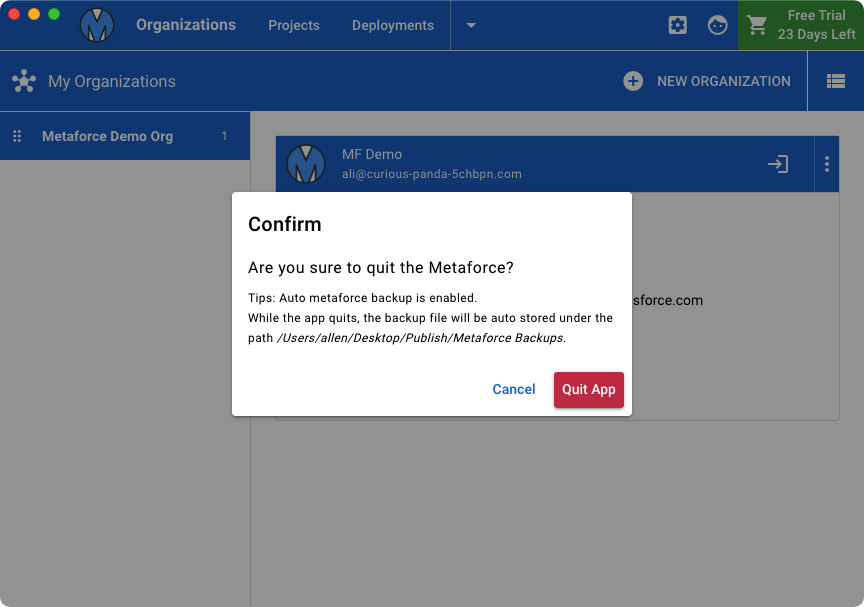 Organizations
Projects
Deployments
Free Trial
23 Days Left
My Organizations
NEW ORGANIZATION
Metaforce Demo Org
1
MF Demo
ali@curious-panda-5chbpn.com
sforce.com
Confirm
Are you sure to quit the Metaforce?
Tips: Auto metaforce backup is enabled.
While the app quits, the backup file will be auto stored under the
path /Users/allen/Desktop/Publish/Metaforce Backups.
Cancel
Quit App